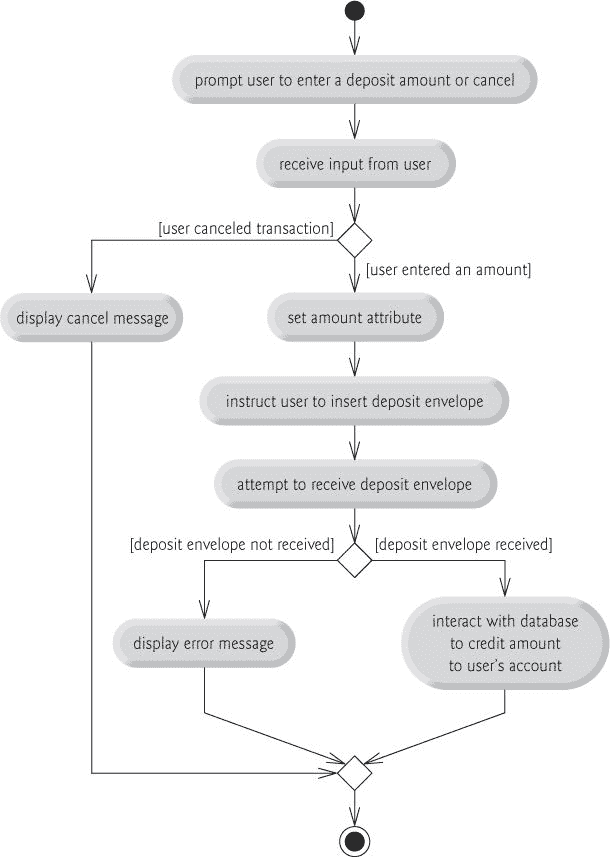 prompt user to enter a deposit amount or cancel
receive input from user
[user canceled transaction]
[user entered an amount]
display cancel message
set amount attribute
instruct user to insert deposit envelope
attempt to receive deposit envelope
[deposit envelope not received]
[deposit envelope received]
display error message
interact with database
to credit amount
to user’s account